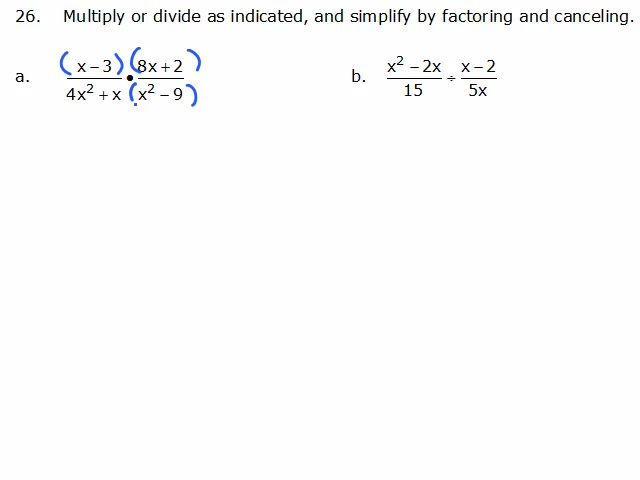 26. Multiply or divide as indicated, and simplify by factoring and canceling.
a. (x – 3) (8x + 2) b. x² – 2x ÷ x – 2
4x² + x • (x² – 9) 15 5x